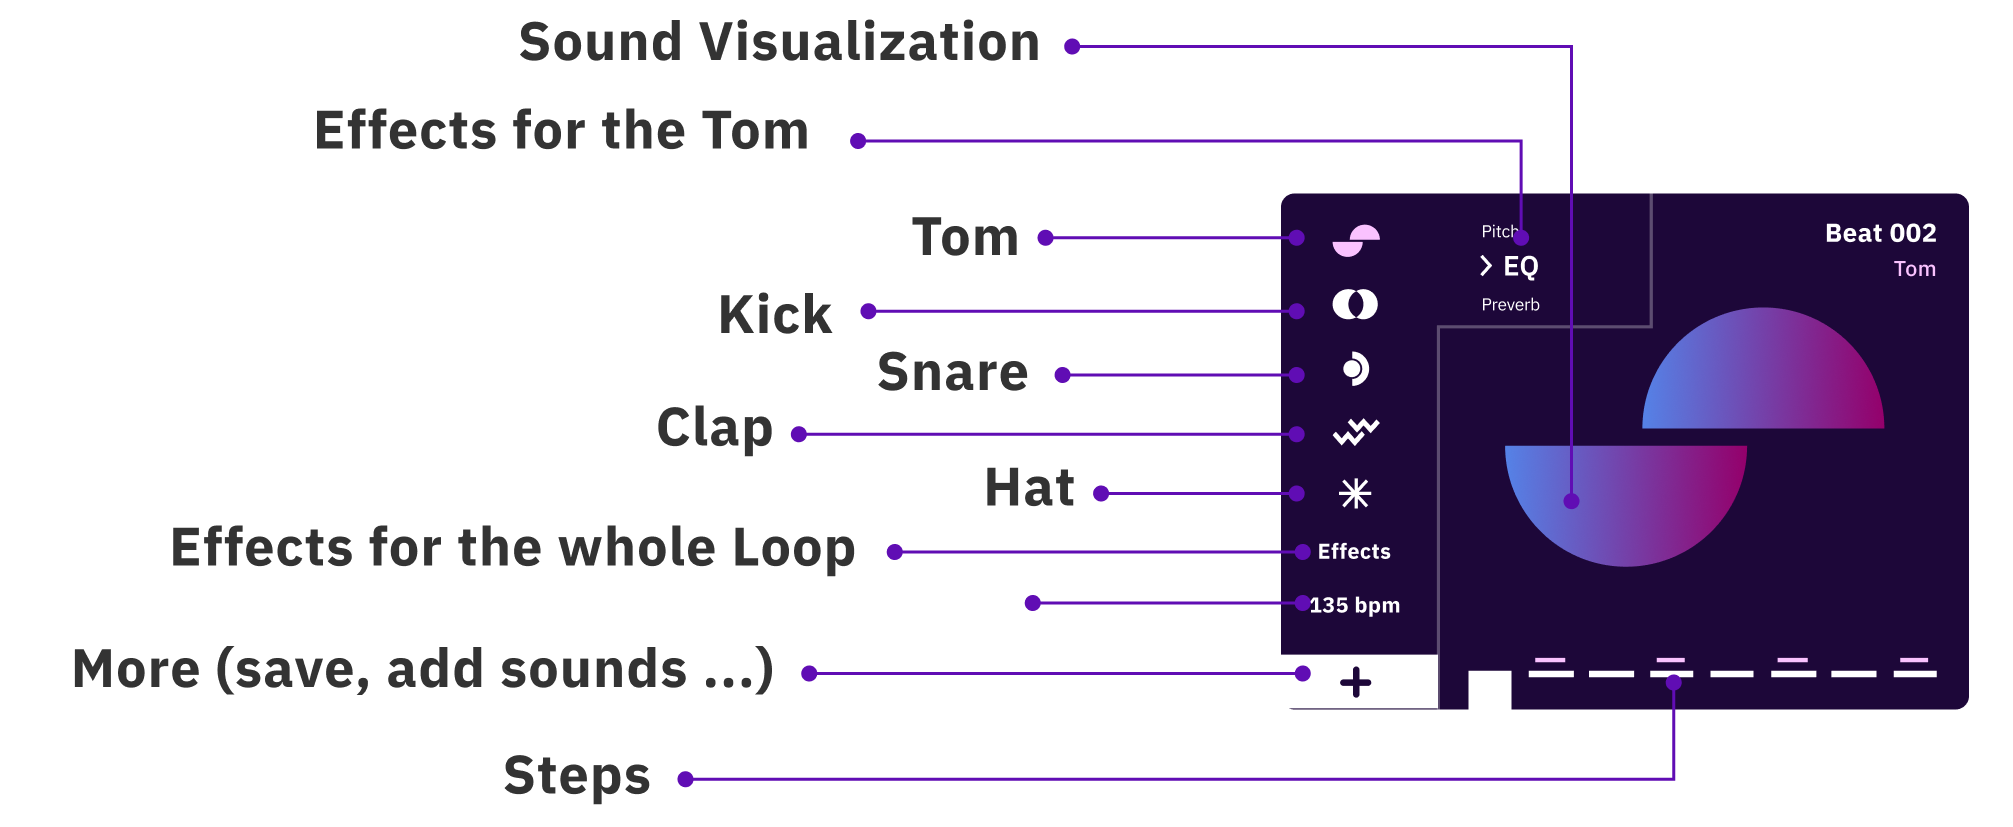 Sound Visualization
Effects for the Tom
Tom
Kick
Snare
Clap
Hat
Effects for the whole Loop
More (save, add sounds ...)
Steps
Pitch
EQ
Preverb
Beat 002
Tom
Effects
135 bpm